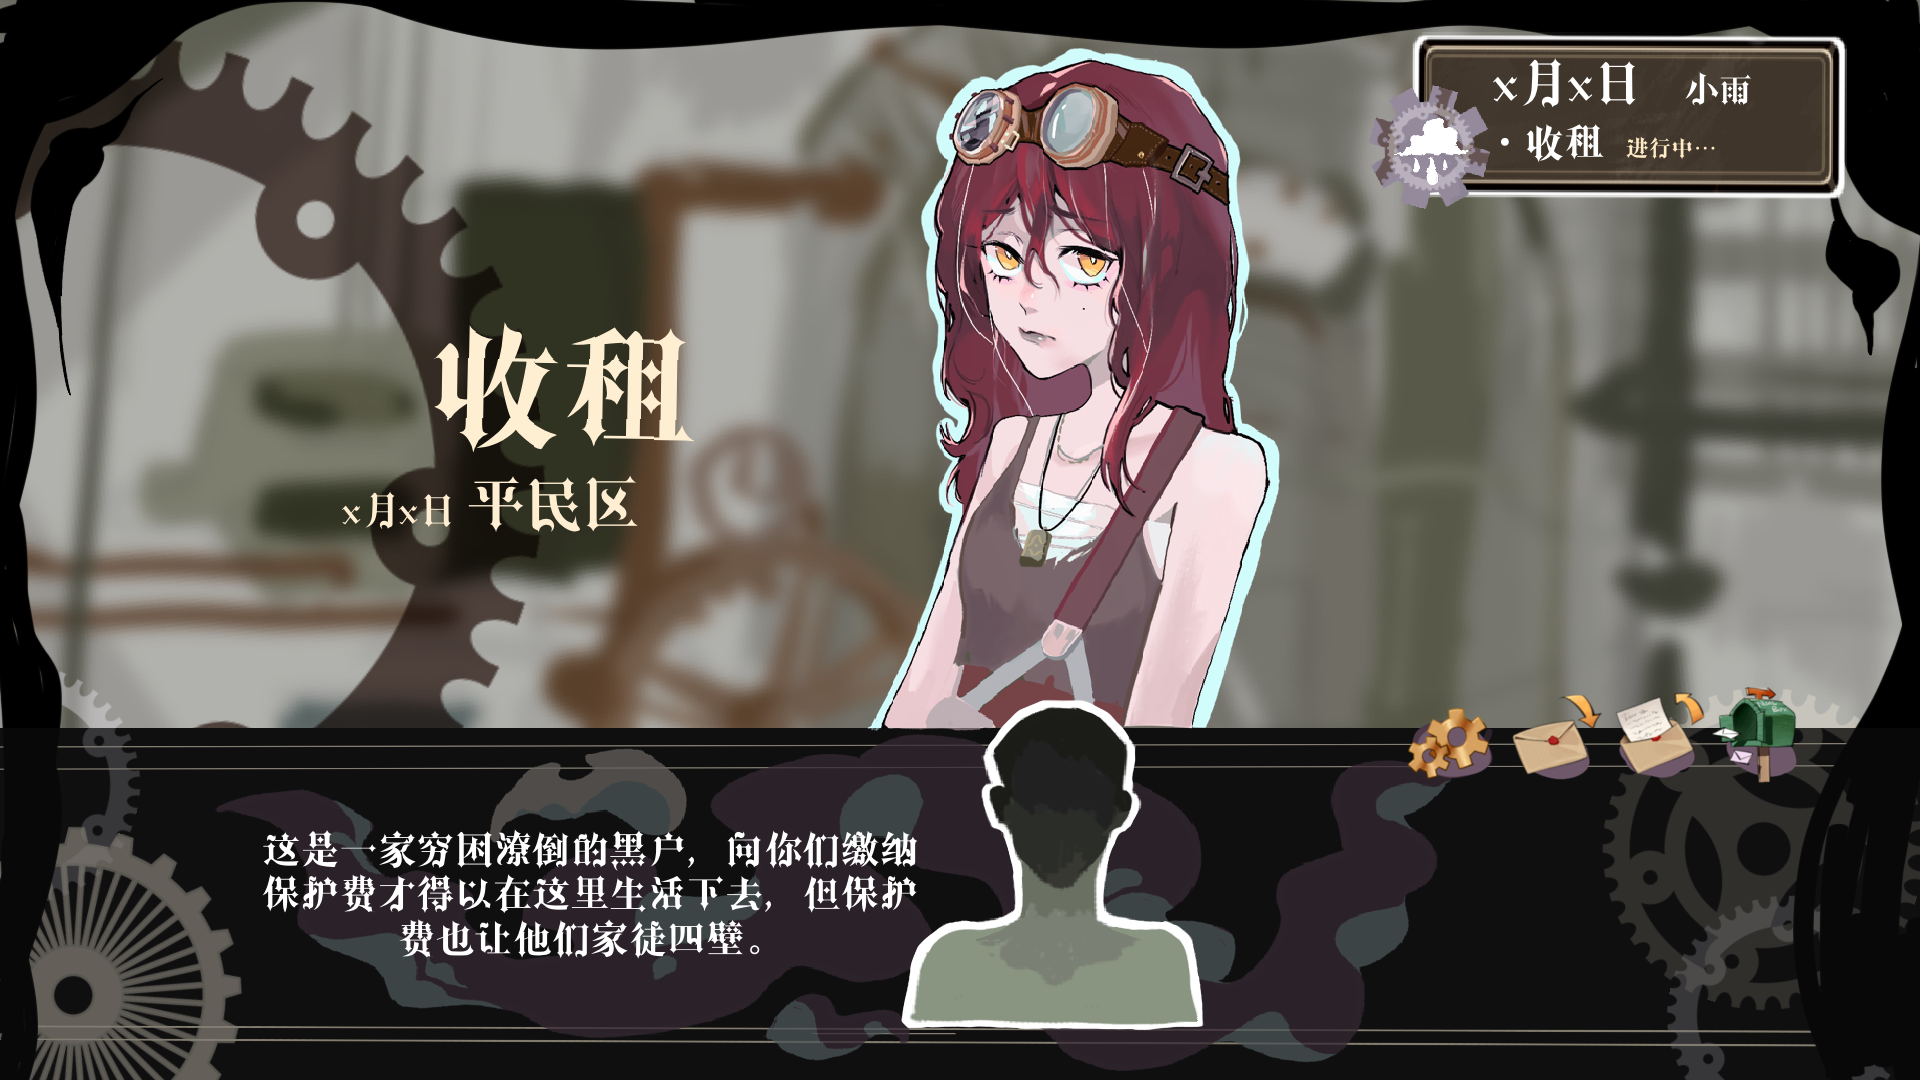 x月x日 小雨
·收租 进行中…
收租
x月x日 平民区
这是一家穷困潦倒的黑户，向你们缴纳
保护费才得以在这里生活下去，但保护
费也让他们家徒四壁。